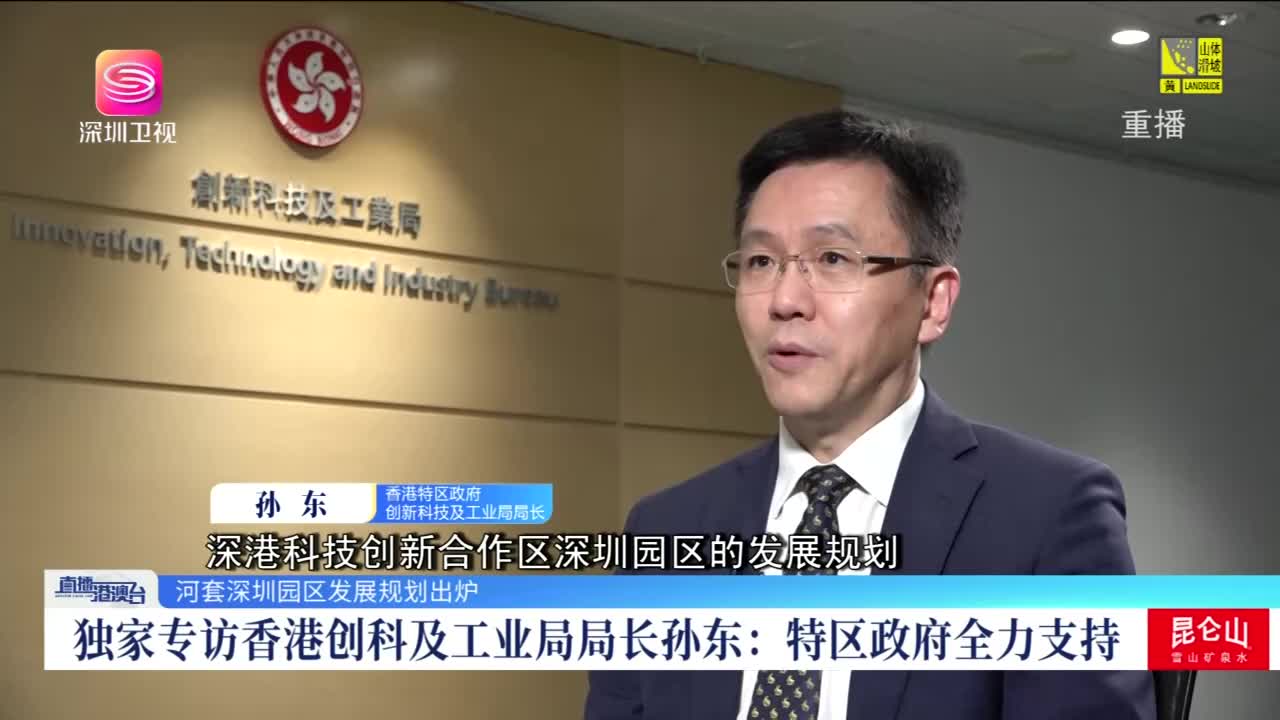 深圳卫视
山体
滑坡
黄 LANDSLIDE
重播
創新科技及工業局
Innovation, Technology and Industry Bureau
孙 东
香港特区政府
创新科技及工业局局长
深港科技创新合作区深圳园区的发展规划
直播港澳台
河套深圳园区发展规划出炉
独家专访香港创科及工业局局长孙东：特区政府全力支持
昆仑山
雪山矿泉水